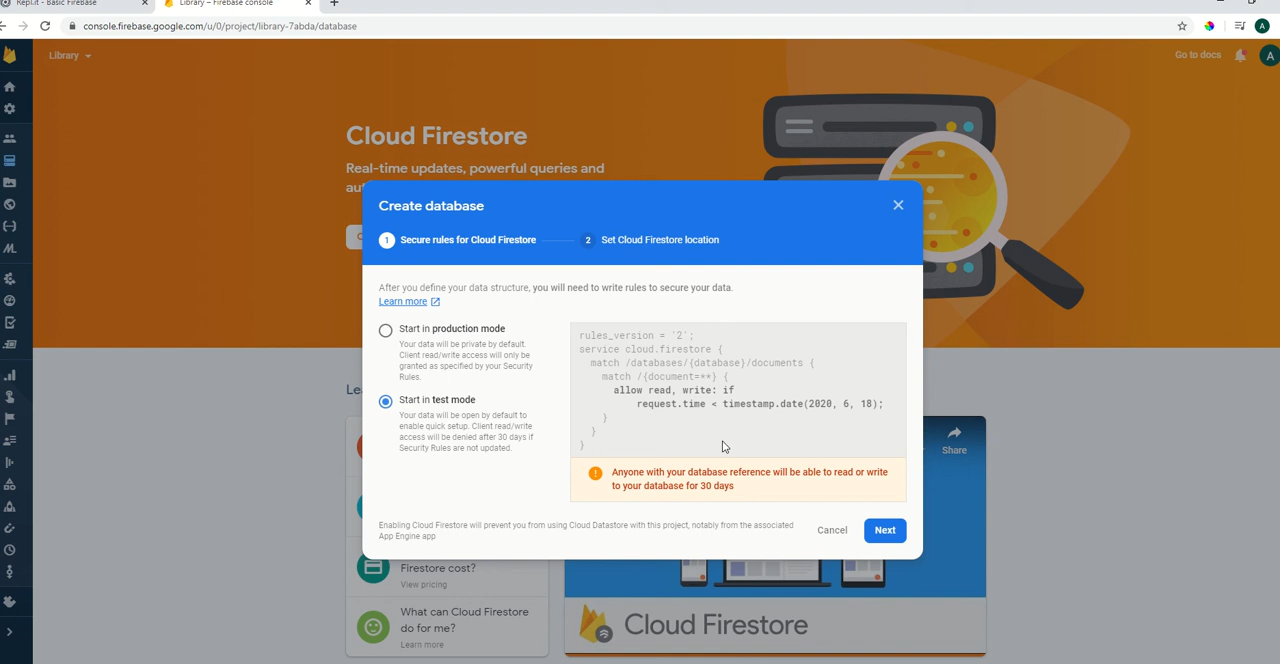 Repl.it - Basic Firebase
Library – Firebase console
console.firebase.google.com/u/0/project/library-7abda/database
A
Library
Go to docs
A
Cloud Firestore
Real-time updates, powerful queries and
Create database
1 Secure rules for Cloud Firestore
2 Set Cloud Firestore location
After you define your data structure, you will need to write rules to secure your data.
Learn more
Start in production mode
Your data will be private by default.
Client read/write access will only be
granted as specified by your Security
Rules.
Start in test mode
Your data will be open by default to
enable quick setup. Client read/write
access will be denied after 30 days if
Security Rules are not updated.
rules_version = '2';
service cloud.firestore {
match /databases/{database}/documents {
match /{document=**} {
allow read, write: if
request.time < timestamp.date(2020, 6, 18);
}
}
}
Anyone with your database reference will be able to read or write
to your database for 30 days
Enabling Cloud Firestore will prevent you from using Cloud Datastore with this project, notably from the associated
App Engine app
Cancel
Next
Share
Firestore cost?
View pricing
What can Cloud Firestore
do for me?
Learn more
Cloud Firestore